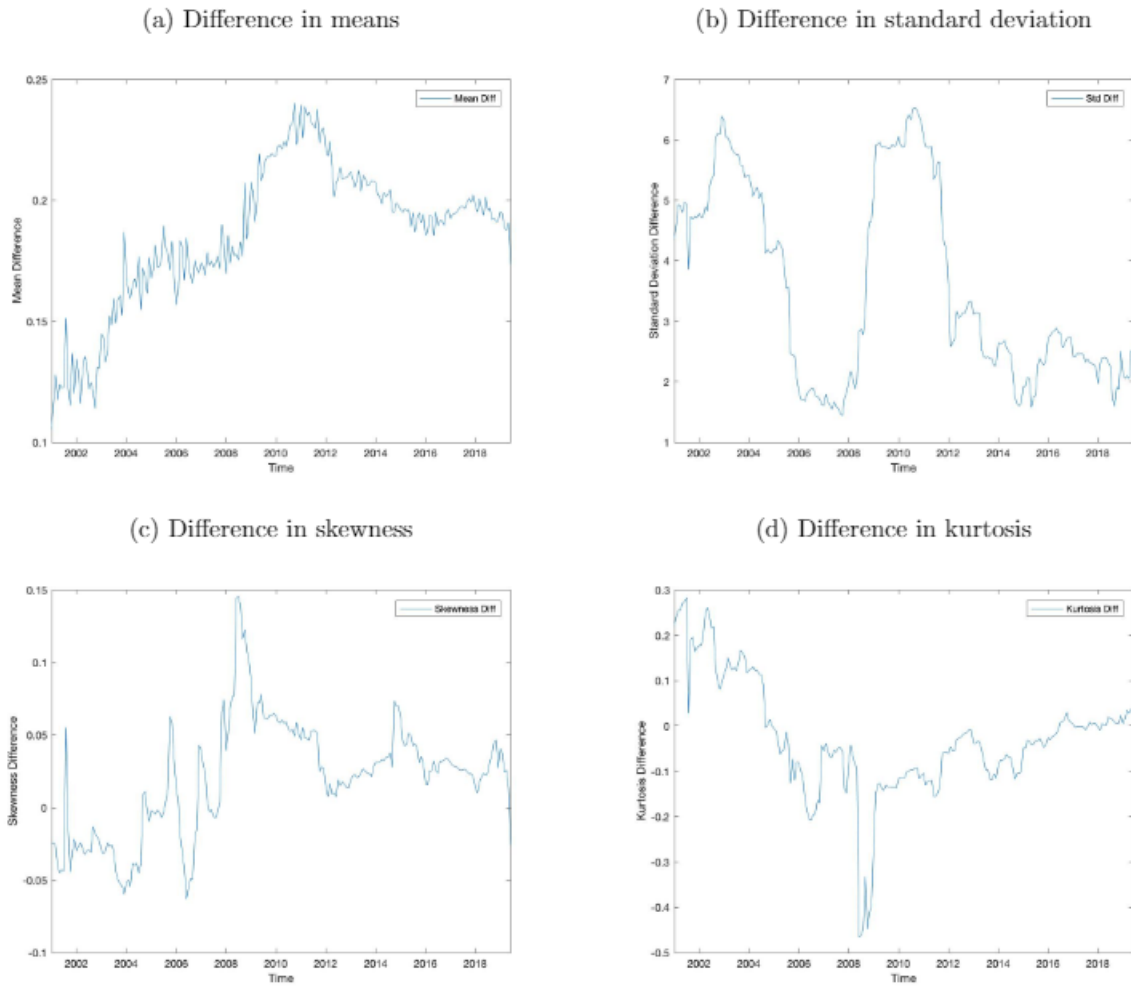 (a) Difference in means
(b) Difference in standard deviation
0.25
0.2
0.15
0.1
Mean Difference
Mean Diff
2002 2004 2006 2008 2010 2012 2014 2016 2018
Time
7
6
5
4
3
2
1
Standard Deviation Difference
Std Diff
2002 2004 2006 2008 2010 2012 2014 2016 2018
Time
(c) Difference in skewness
(d) Difference in kurtosis
0.15
0.1
0.05
0
-0.05
-0.1
Skewness Difference
Skewness Diff
2002 2004 2006 2008 2010 2012 2014 2016 2018
Time
0.3
0.2
0.1
0
-0.1
-0.2
-0.3
-0.4
-0.5
Kurtosis Difference
Kurtosis Diff
2002 2004 2006 2008 2010 2012 2014 2016 2018
Time